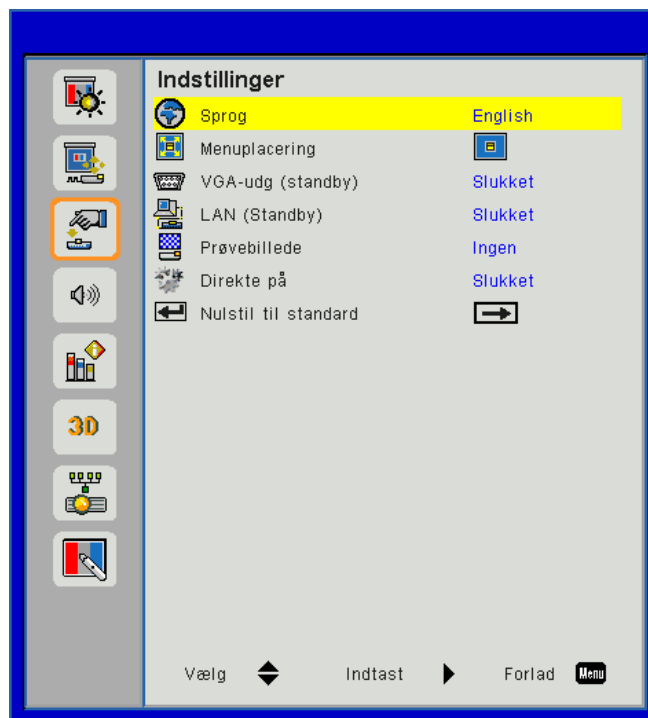 Indstillinger
Sprog English
Menuplacering
VGA-udg (standby) Slukket
LAN (Standby) Slukket
Prøvebillede Ingen
Direkte på Slukket
Nulstil til standard
3D
Vælg Indtast Forlad Menu